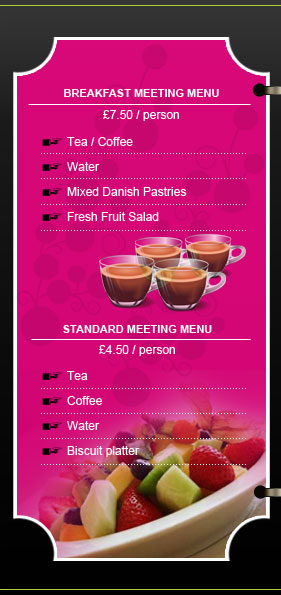 BREAKFAST MEETING MENU
£7.50 / person
Tea / Coffee
Water
Mixed Danish Pastries
Fresh Fruit Salad
STANDARD MEETING MENU
£4.50 / person
Tea
Coffee
Water
Biscuit platter